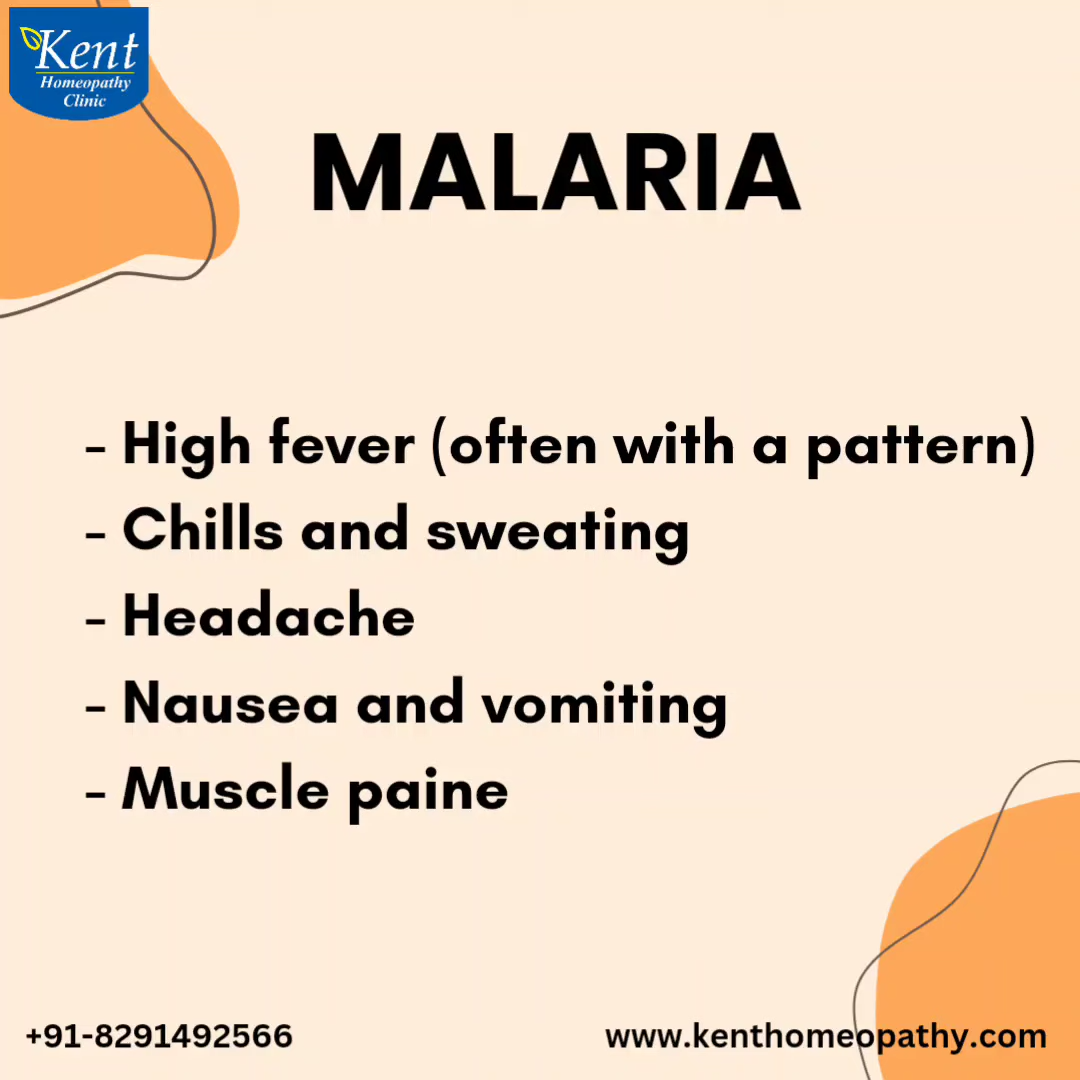 Kent
Homeopathy
Clinic
MALARIA
- High fever (often with a pattern)
- Chills and sweating
- Headache
- Nausea and vomiting
- Muscle paine
+91-8291492566
www.kenthomeopathy.com